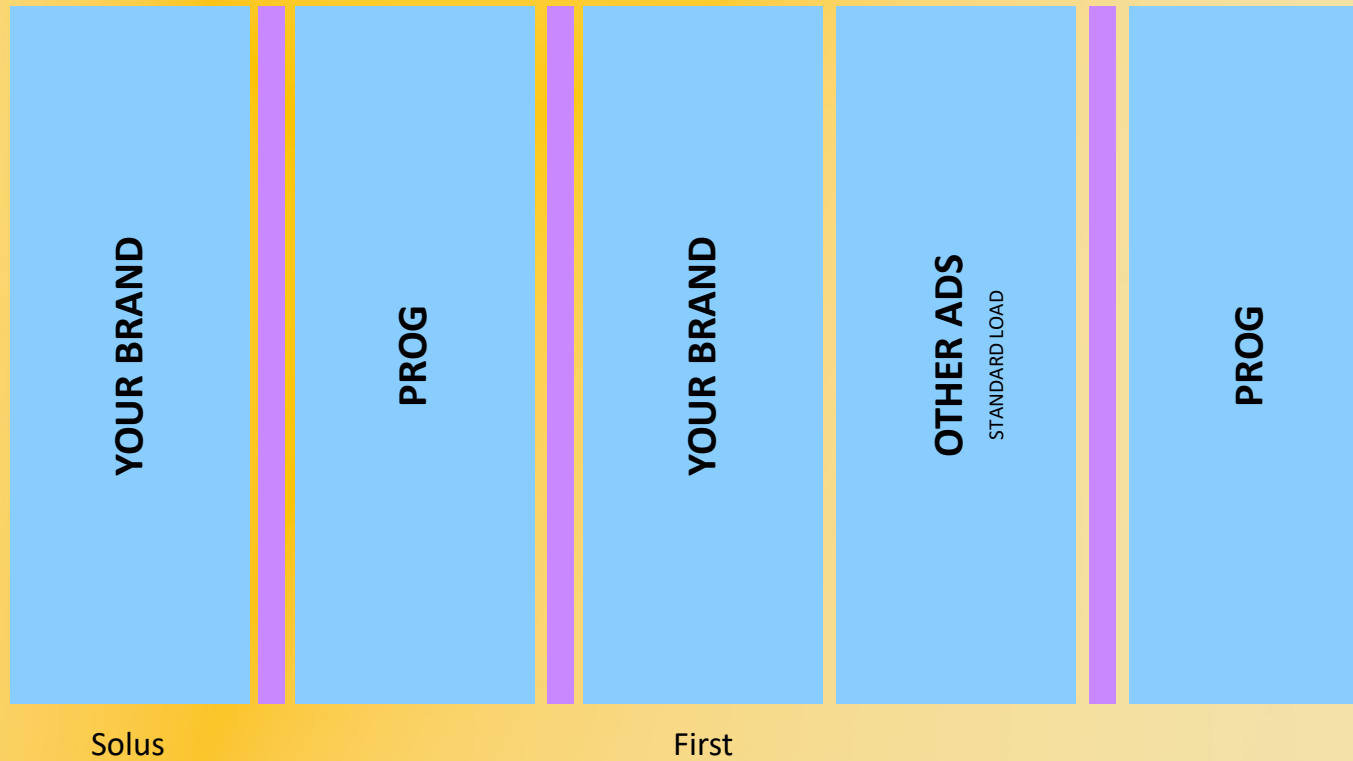 YOUR BRAND
PROG
YOUR BRAND
OTHER ADS
STANDARD LOAD
PROG
Solus
First